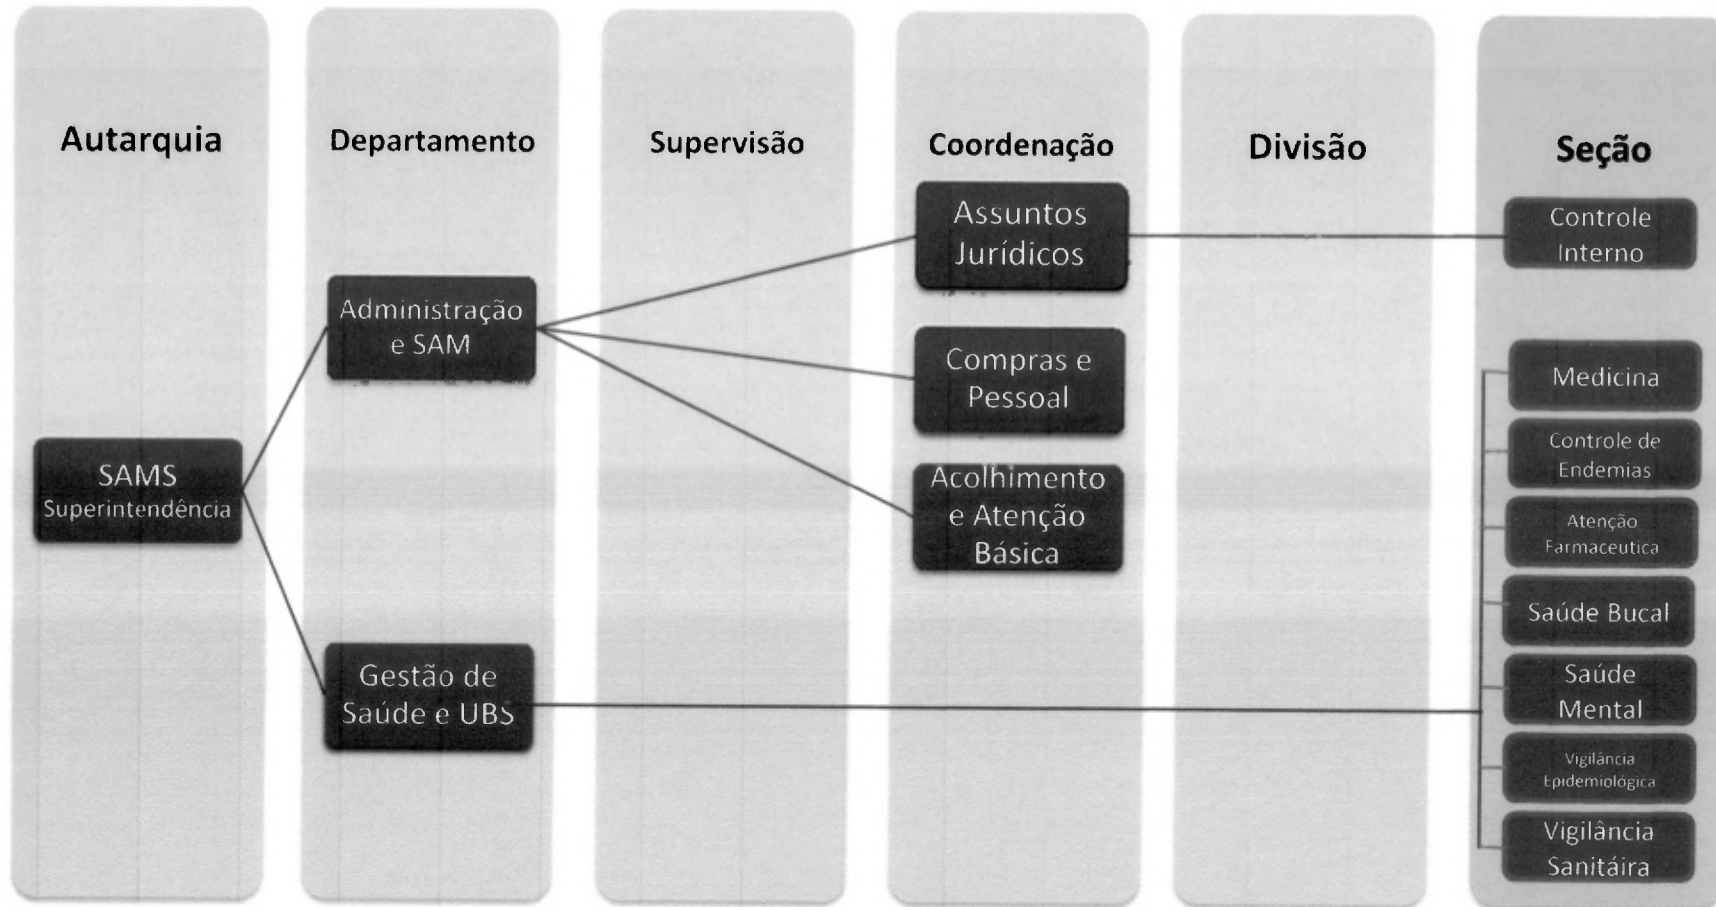 Autarquia
Departamento
Supervisão
Coordenação
Divisão
Seção
SAMS
Superintendência
Administração
e SAM
Gestão de
Saúde e UBS
Assuntos
Jurídicos
Compras e
Pessoal
Acolhimento
e Atenção
Básica
Controle
Interno
Medicina
Controle de
Endemias
Atenção
Farmaceutica
Saúde Bucal
Saúde
Mental
Vigilância
Epidemiológica
Vigilância
Sanitáira